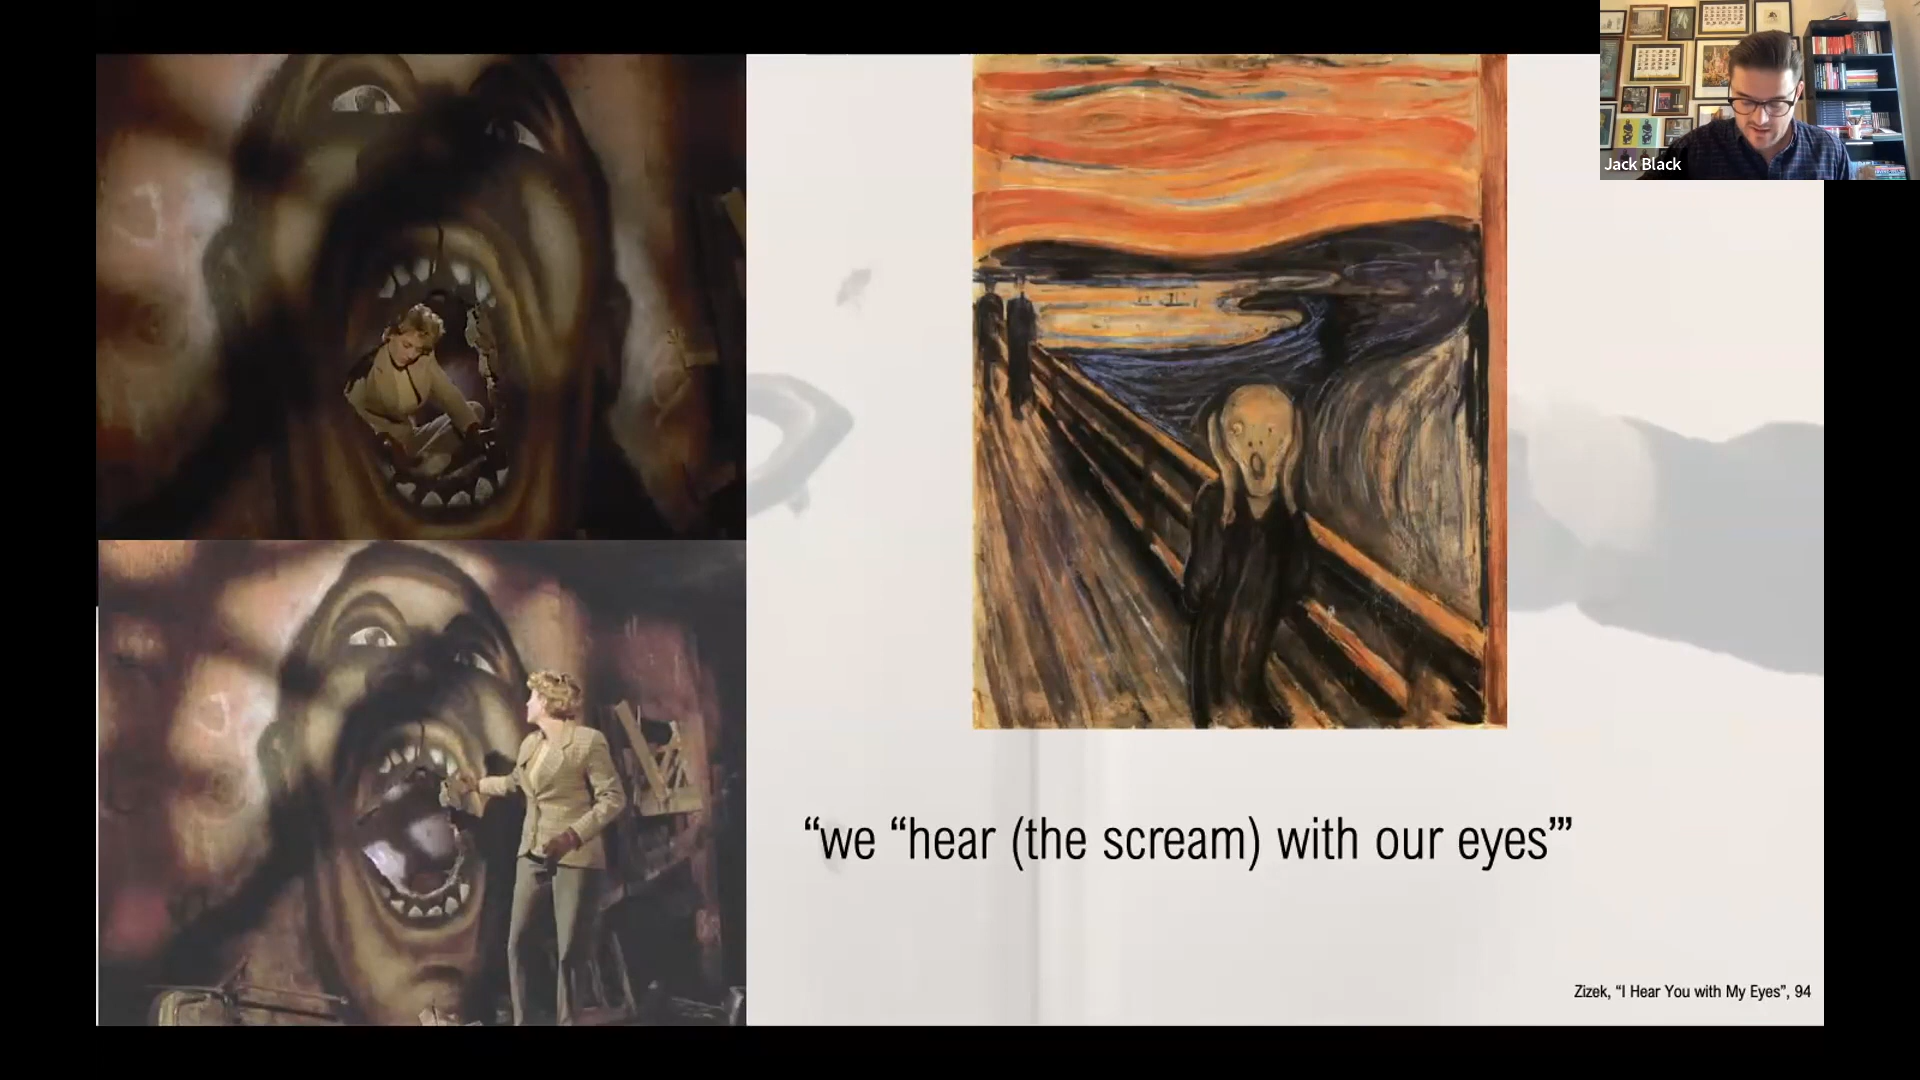 Jack Black
“we “hear (the scream) with our eyes”’
Zizek, “I Hear You with My Eyes”, 94